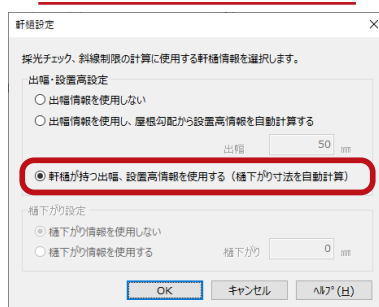 軒樋設定
採光チェック、斜線制限の計算に使用する軒樋情報を選択します。
出幅・設置高設定
出幅情報を使用しない
出幅情報を使用し、屋根勾配から設置高情報を自動計算する
出幅 50 mm
軒樋が持つ出幅、設置高情報を使用する（樋下がり寸法を自動計算）
樋下がり設定
樋下がり情報を使用しない
樋下がり情報を使用する 樋下がり 0 mm
OK キャンセル ﾍﾙﾌﾟ(H)